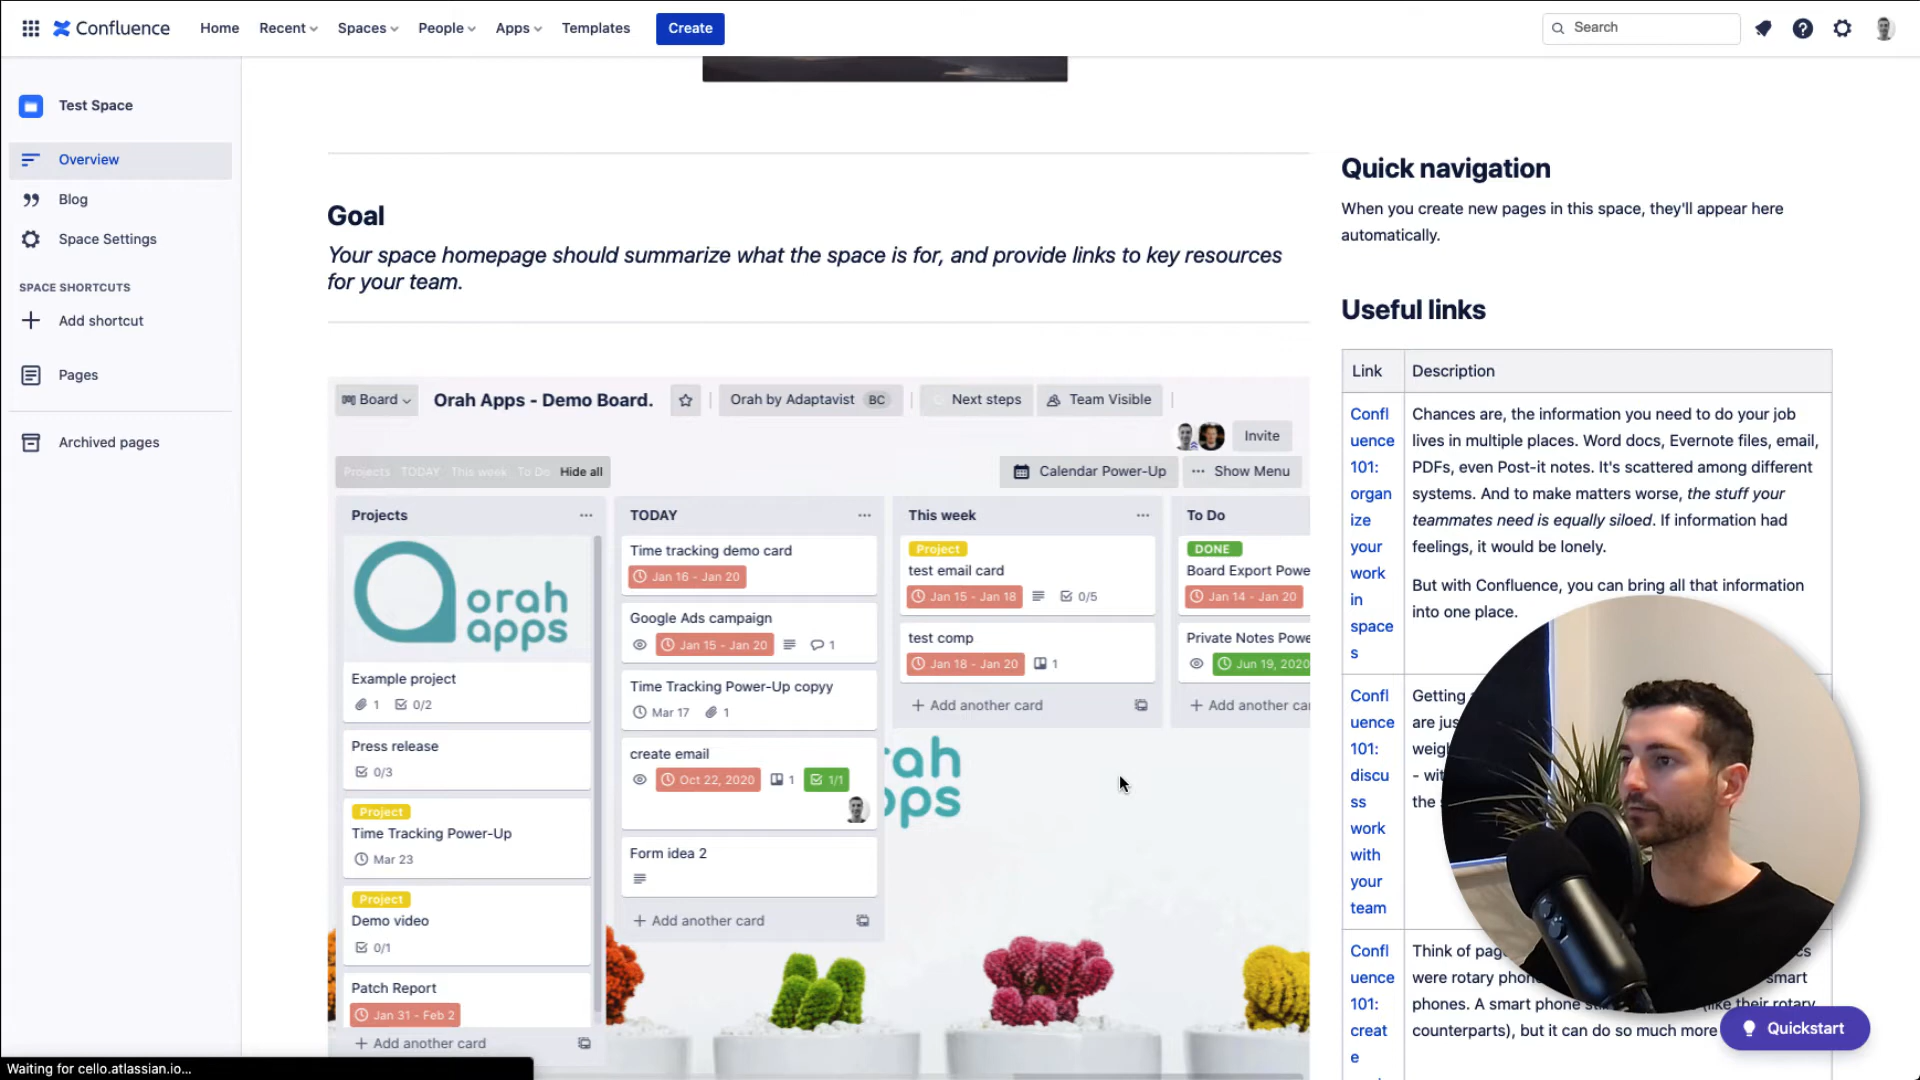 Confluence
Home
Recent
Spaces
People
Apps
Templates
Create
Search
Test Space
Overview
Blog
Space Settings
SPACE SHORTCUTS
Add shortcut
Pages
Archived pages
Goal
Your space homepage should summarize what the space is for, and provide links to key resources
for your team.
Board
Orah Apps - Demo Board.
Orah by Adaptavist BC
Next steps
Team Visible
Invite
Projects TODAY This week To Do Hide all
Calendar Power-Up
Show Menu
Projects
orah
apps
Example project
1 0/2
Press release
0/3
Project
Time Tracking Power-Up
Mar 23
Project
Demo video
0/1
Patch Report
Jan 31 - Feb 2
Add another card
TODAY
Time tracking demo card
Jan 16 - Jan 20
Google Ads campaign
Jan 15 - Jan 20 1
Time Tracking Power-Up copyy
Mar 17 1
create email
Oct 22, 2020 1 1/1
Form idea 2
Add another card
This week
Project
test email card
Jan 15 - Jan 18 0/5
test comp
Jan 18 - Jan 20 1
Add another card
To Do
DONE
Board Export Powe
Jan 14 - Jan 20
Private Notes Powe
Jun 19, 2020
Add another car
rah
pps
Quick navigation
When you create new pages in this space, they'll appear here
automatically.
Useful links
Link Description
Confl
uence
101:
organ
ize
your
work
in
space
s
Chances are, the information you need to do your job
lives in multiple places. Word docs, Evernote files, email,
PDFs, even Post-it notes. It's scattered among different
systems. And to make matters worse, the stuff your
teammates need is equally siloed. If information had
feelings, it would be lonely.
But with Confluence, you can bring all that information
into one place.
Confl
uence
101:
discu
ss
work
with
your
team
Getting
are jus
weig
- wit
the s
Confl
uence
101:
creat
e
Think of pag
were rotary phon smart
phones. A smart phone (like their rotary
counterparts), but it can do so much more
Quickstart
Waiting for cello.atlassian.io...